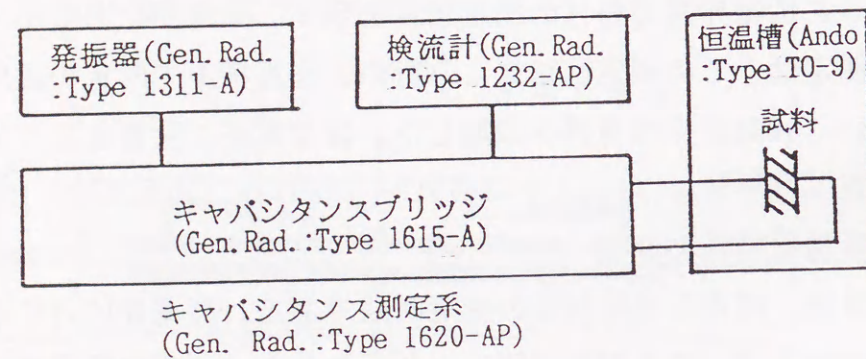 発振器(Gen.Rad.
:Type 1311-A)
検流計(Gen.Rad.
:Type 1232-AP)
恒温槽(Ando
:Type TO-9)
試料
キャパシタンスブリッジ
(Gen.Rad.:Type 1615-A)
キャパシタンス測定系
(Gen. Rad.:Type 1620-AP)